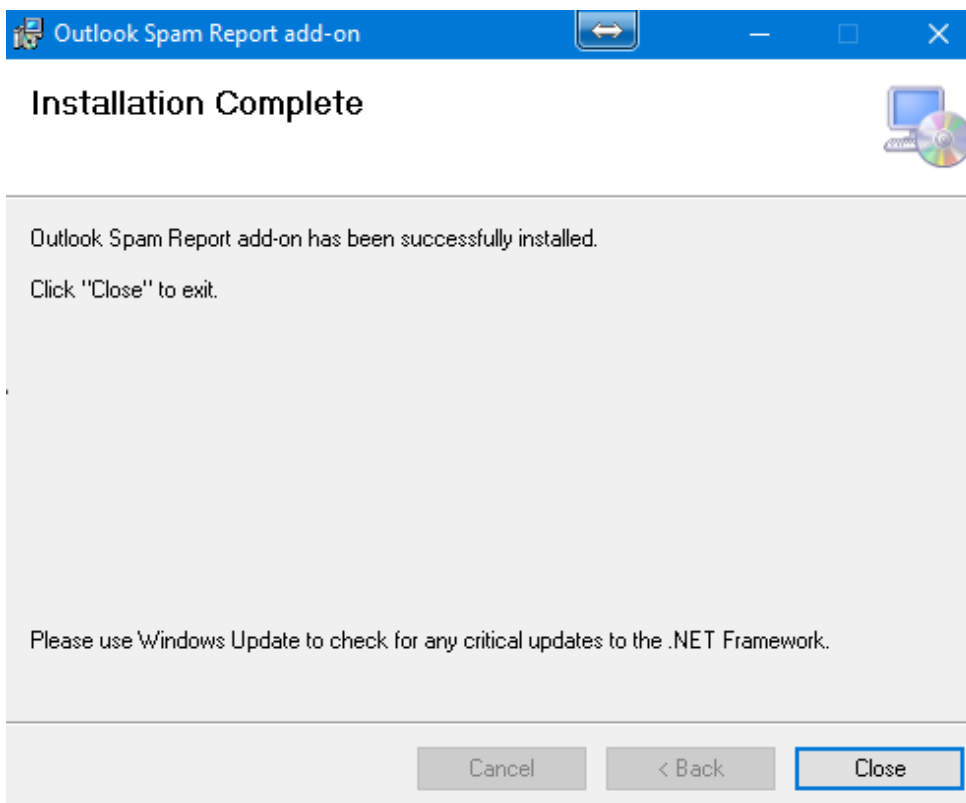 Outlook Spam Report add-on
Installation Complete
Outlook Spam Report add-on has been successfully installed.
Click "Close" to exit.
Please use Windows Update to check for any critical updates to the .NET Framework.
Cancel
< Back
Close